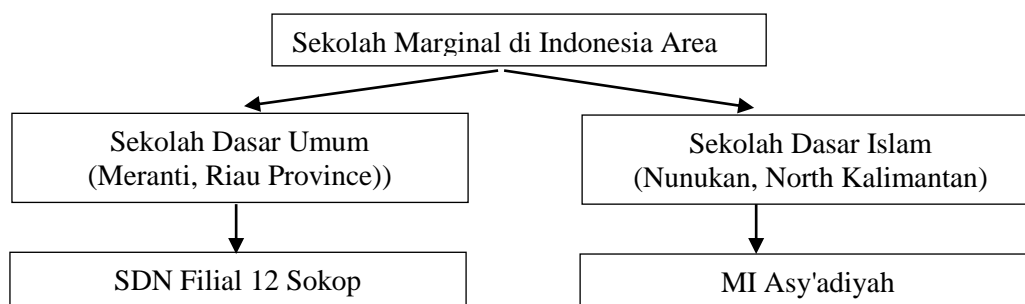 Sekolah Marginal di Indonesia Area
Sekolah Dasar Umum
(Meranti, Riau Province))
Sekolah Dasar Islam
(Nunukan, North Kalimantan)
SDN Filial 12 Sokop
MI Asy'adiyah